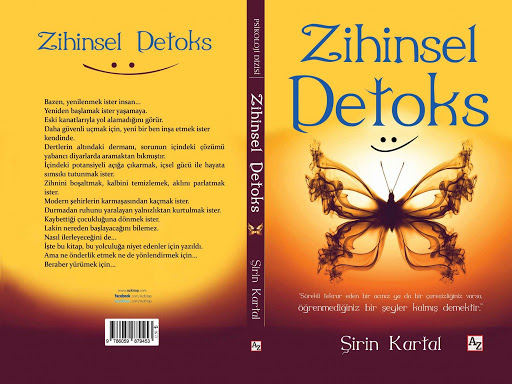 Zihinsel Detoks
Bazen, yenilenmek ister insan...
Yeniden başlamak ister yaşamaya.
Eski kanatlarıyla yol alamadığını görür.
Daha güvenli uçmak için, yeni bir ben inşa etmek ister
kendinde.
Dertlerin altındaki dermanı, sorunun içindeki çözümü
yabancı diyarlarda aramaktan bıkmıştır.
İçindeki potansiyeli açığa çıkarmak, içsel gücü ile hayata
sımsıkı tutunmak ister.
Zihnini boşaltmak, kalbini temizlemek, aklını parlatmak
ister.
Modern şehirlerin karmaşasından kaçmak ister.
Durmadan ruhunu yaralayan yalnızlıktan kurtulmak ister.
Kaybettiği çocukluğuna dönmek ister.
Lakin nereden başlayacağını bilemez.
Nasıl ilerleyeceğini de...
İşte bu kitap, bu yolculuğa niyet edenler için yazıldı.
Ama ne önderlik etmek ne de yönlendirmek için...
Beraber yürümek için...
PSİKOLOJİ DİZİSİ
Zihinsel Detoks
Şirin Kartal
AZ
Zihinsel
Detoks
"Sürekli tekrar eden bir acınız ya da bir çaresizliğiniz varsa,
öğrenmediğiniz bir şeyler kalmış demektir."
Şirin Kartal
AZ